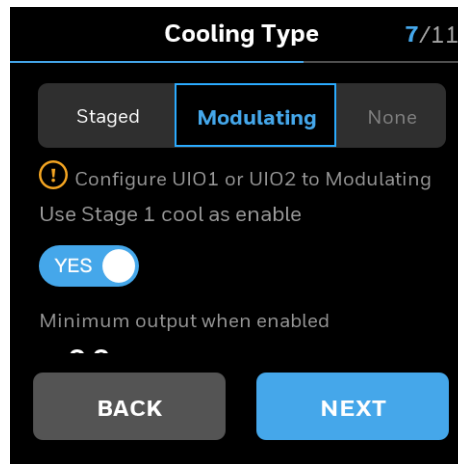 Cooling Type 7/11
Staged Modulating None
Configure UIO1 or UIO2 to Modulating
Use Stage 1 cool as enable
YES
Minimum output when enabled
BACK NEXT